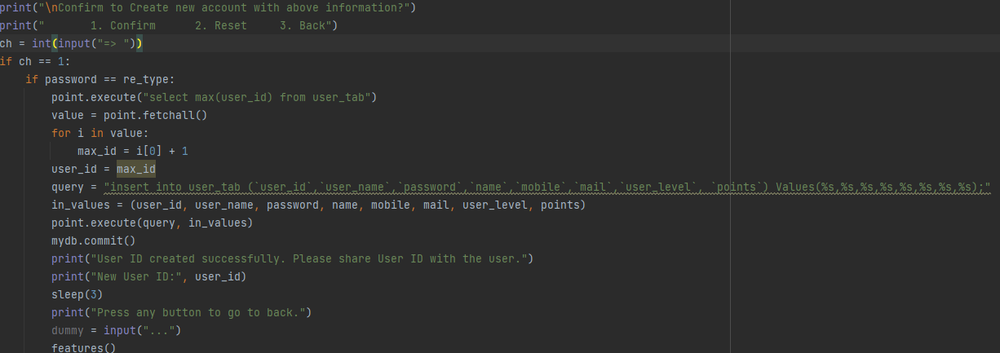 print("\nConfirm to Create new account with above information?")
print("       1. Confirm      2. Reset     3. Back")
ch = int(input("=> "))
if ch == 1:
    if password == re_type:
        point.execute("select max(user_id) from user_tab")
        value = point.fetchall()
        for i in value:
            max_id = i[0] + 1
        user_id = max_id
        query = "insert into user_tab (`user_id`,`user_name`,`password`,`name`,`mobile`,`mail`,`user_level`, `points`) Values(%s,%s,%s,%s,%s,%s,%s,%s);"
        in_values = (user_id, user_name, password, name, mobile, mail, user_level, points)
        point.execute(query, in_values)
        mydb.commit()
        print("User ID created successfully. Please share User ID with the user.")
        print("New User ID:", user_id)
        sleep(3)
        print("Press any button to go to back.")
        dummy = input("...")
        features()